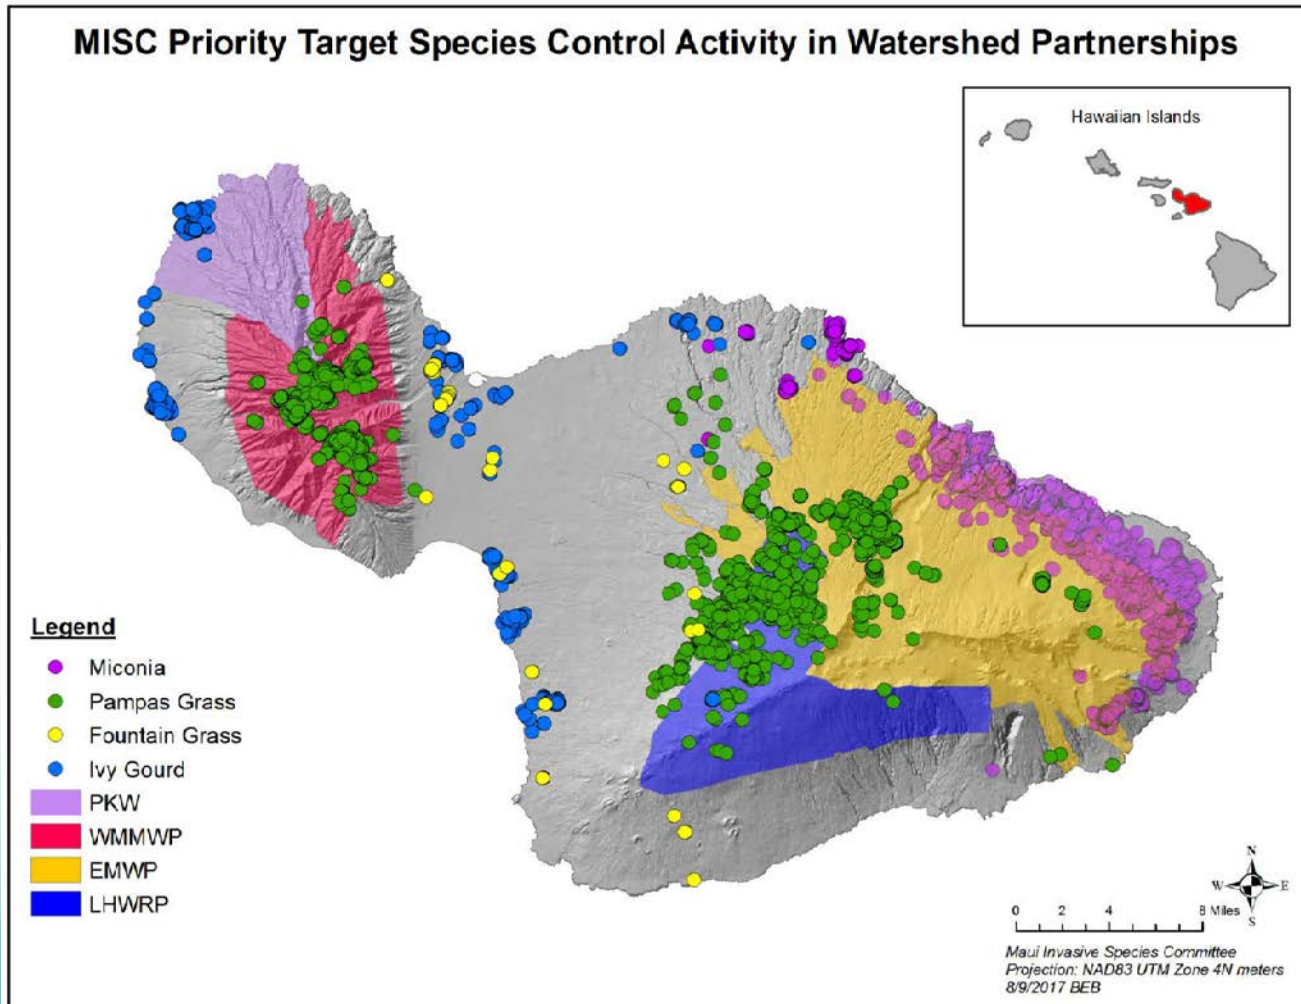 MISC Priority Target Species Control Activity in Watershed Partnerships
Hawaiian Islands
Legend
Miconia
Pampas Grass
Fountain Grass
Ivy Gourd
PKW
WMMWP
EMWP
LHWRP
N
W E
S
0 2 4 8 Miles
Maui Invasive Species Committee
Projection: NAD83 UTM Zone 4N meters
8/9/2017 BEB